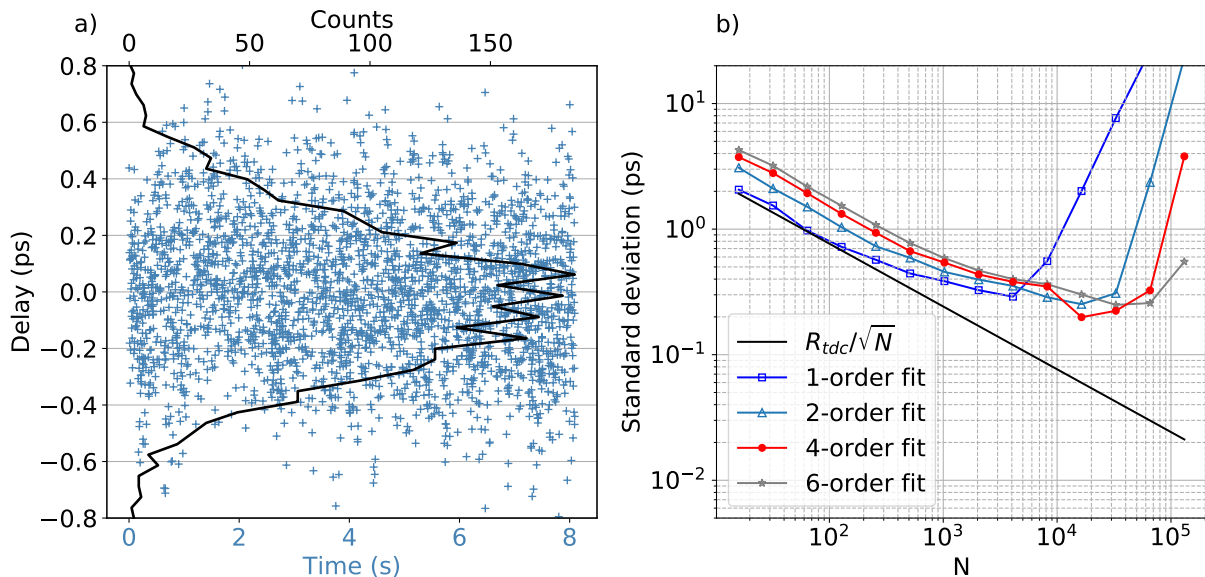 a)
Counts
0 50 100 150
0.8
0.6
0.4
0.2
0.0
−0.2
−0.4
−0.6
−0.8
Delay (ps)
0 2 4 6 8
Time (s)
b)
10¹
10⁰
10⁻¹
10⁻²
Standard deviation (ps)
R_{tdc}/√N
1-order fit
2-order fit
4-order fit
6-order fit
10² 10³ 10⁴ 10⁵
N